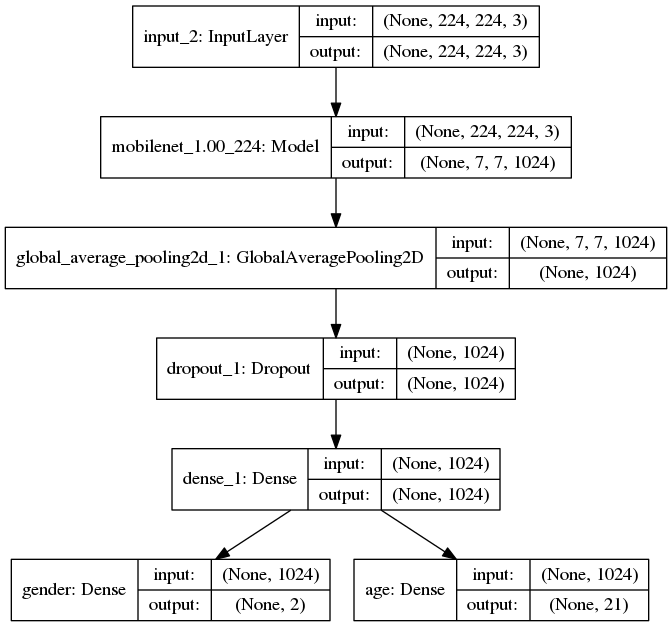 input_2: InputLayer
input:
(None, 224, 224, 3)
output:
(None, 224, 224, 3)
mobilenet_1.00_224: Model
input:
(None, 224, 224, 3)
output:
(None, 7, 7, 1024)
global_average_pooling2d_1: GlobalAveragePooling2D
input:
(None, 7, 7, 1024)
output:
(None, 1024)
dropout_1: Dropout
input:
(None, 1024)
output:
(None, 1024)
dense_1: Dense
input:
(None, 1024)
output:
(None, 1024)
gender: Dense
input:
(None, 1024)
output:
(None, 2)
age: Dense
input:
(None, 1024)
output:
(None, 21)